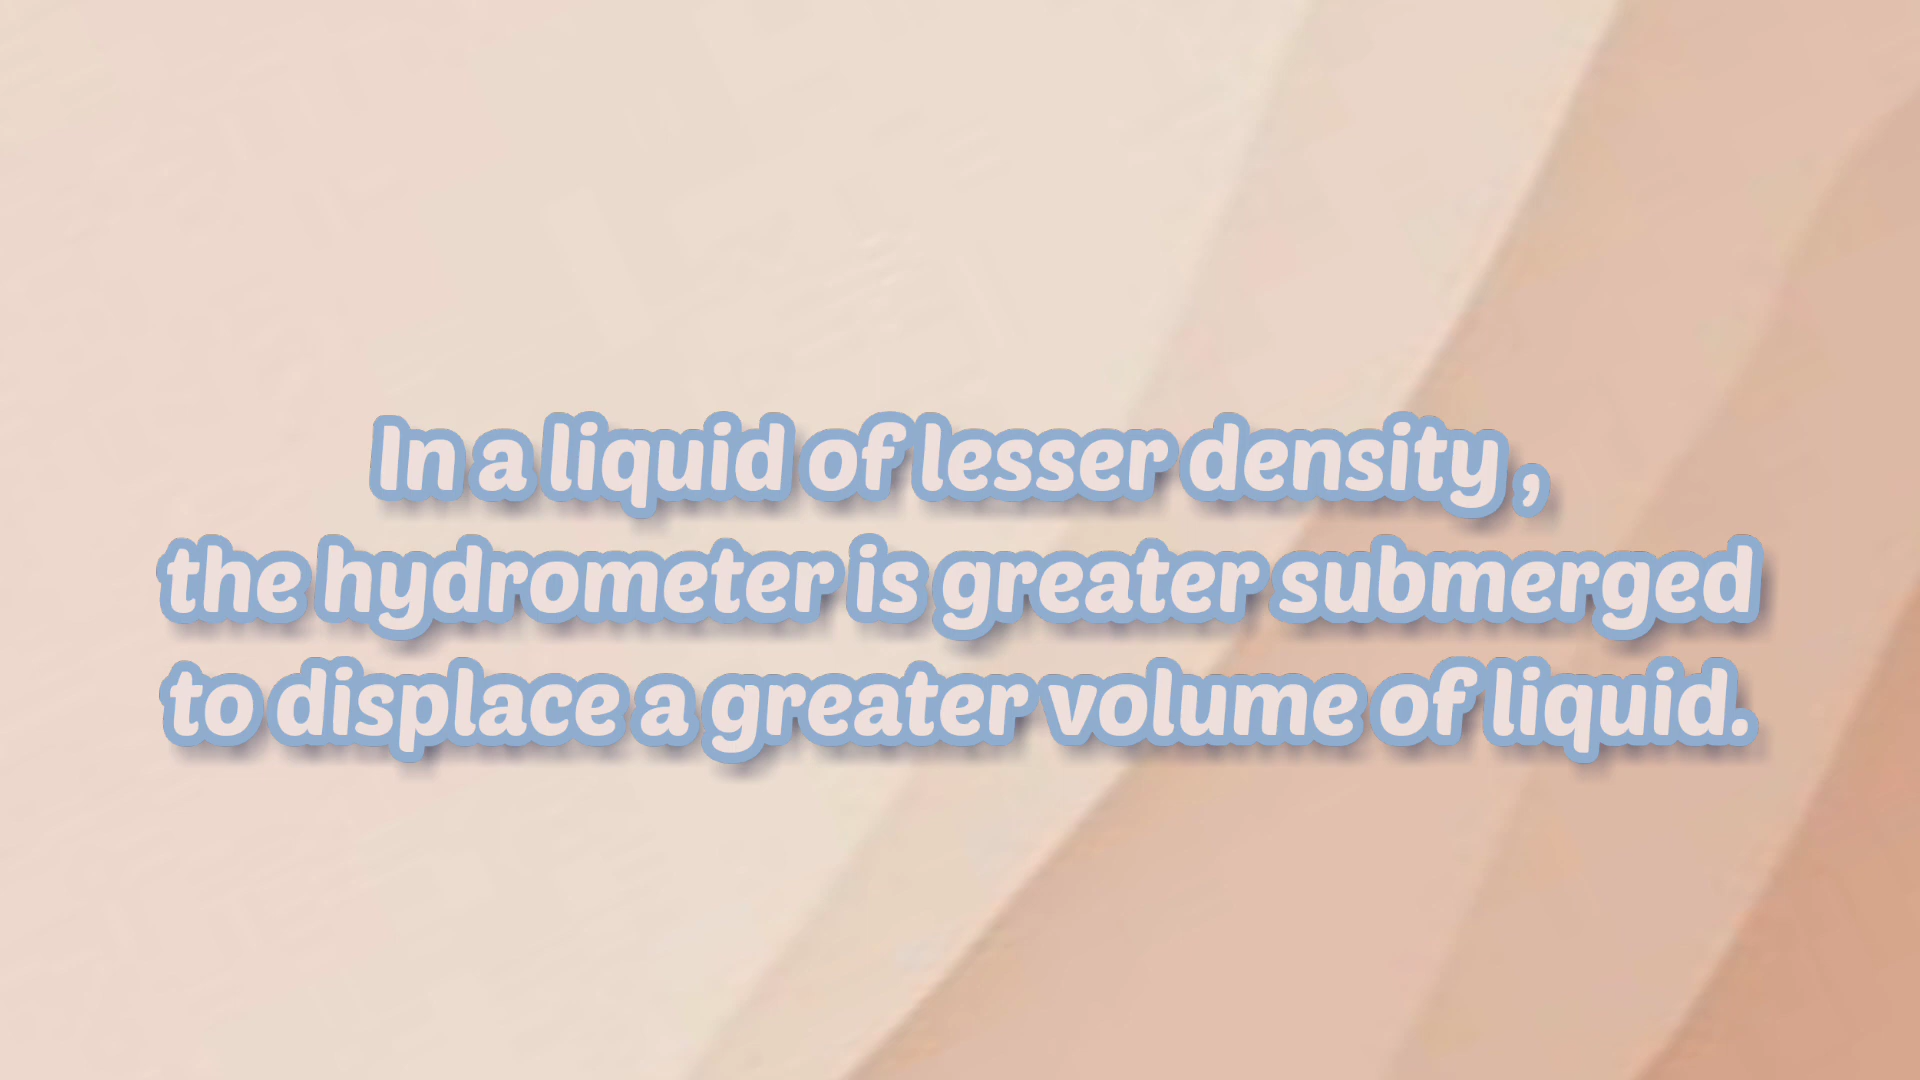 In a liquid of lesser density ,
the hydrometer is greater submerged
to displace a greater volume of liquid.